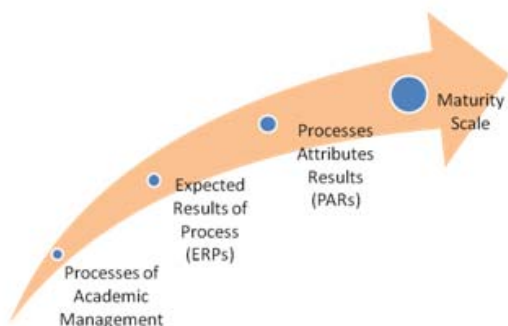 Processes of
Academic
Management
Expected
Results of
Process
(ERPs)
Processes
Attributes
Results
(PARs)
Maturity
Scale